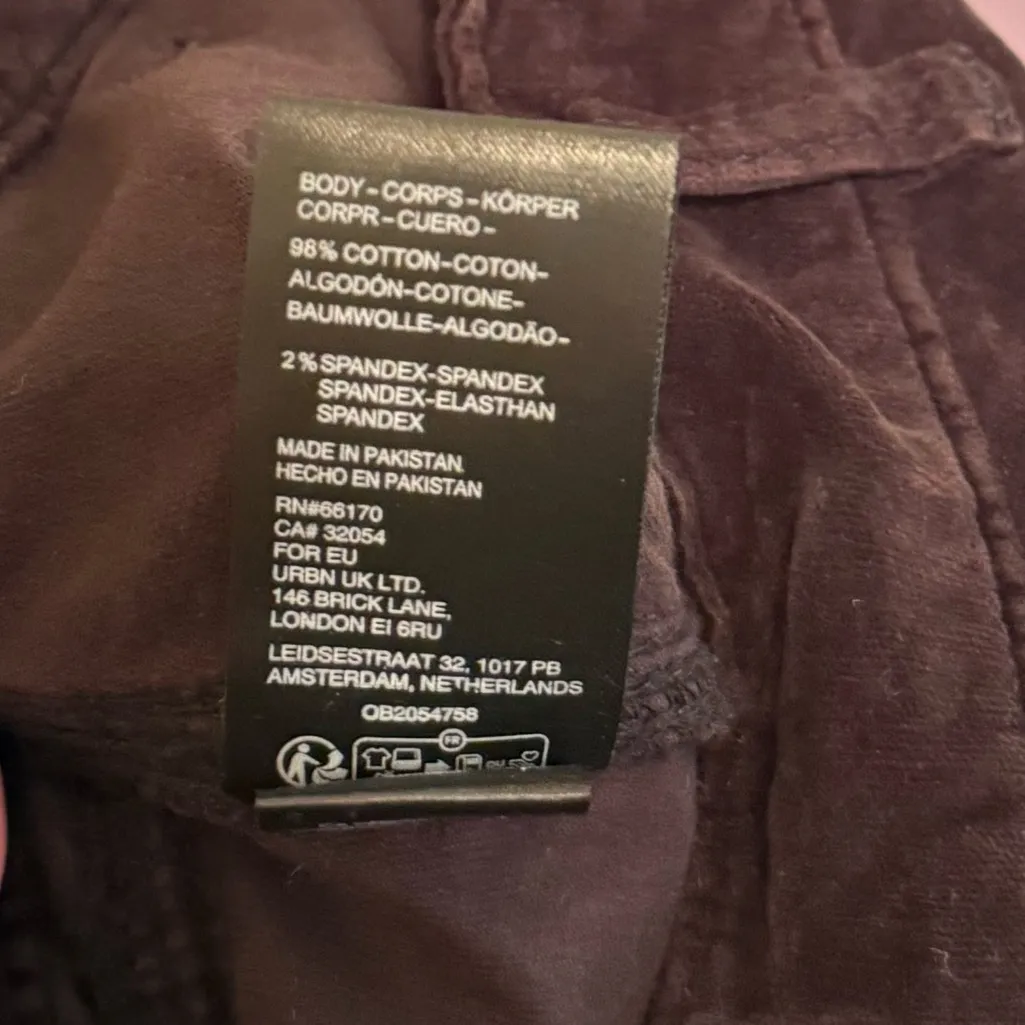 BODY-CORPS-KÖRPER
CORPR-CUERO-
98% COTTON-COTON-
ALGODÓN-COTONE-
BAUMWOLLE-ALGODÃO-
2%SPANDEX-SPANDEX
SPANDEX-ELASTHAN
SPANDEX
MADE IN PAKISTAN
HECHO EN PAKISTAN
RN#66170
CA# 32054
FOR EU
URBN UK LTD.
146 BRICK LANE,
LONDON EI 6RU
LEIDSESTRAAT 32, 1017 PB
AMSTERDAM, NETHERLANDS
OB2054758
FR